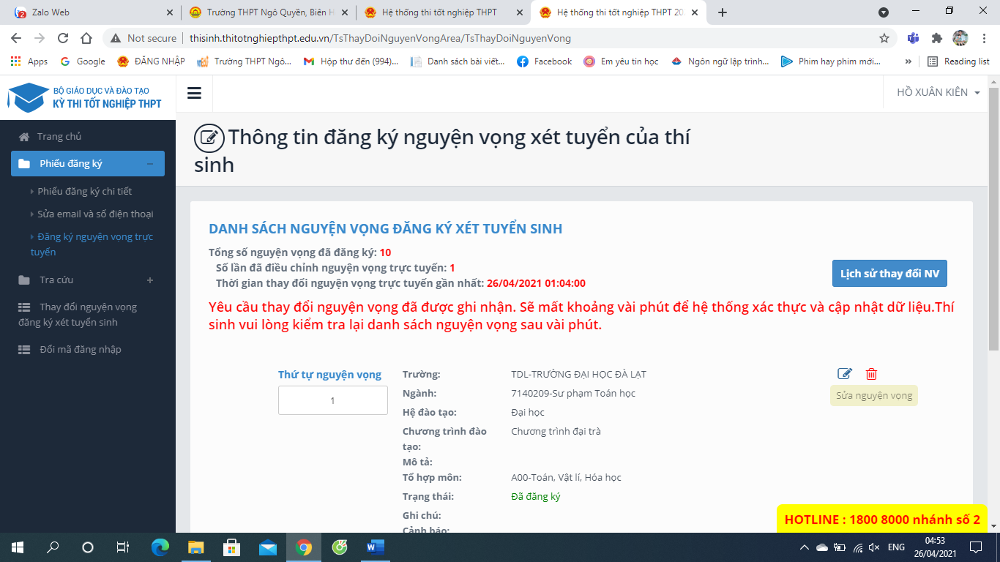 Zalo Web
Trường THPT Ngô Quyền, Biên H
Hệ thống thi tốt nghiệp THPT
Hệ thống thi tốt nghiệp THPT 20
2
Not secure
thisinh.thitotnghiepthpt.edu.vn/TsThayDoiNguyenVongArea/TsThayDoiNguyenVong
Apps
Google
ĐĂNG NHẬP
Trường THPT Ngô...
Hộp thư đến (994)...
Danh sách bài viết...
Facebook
Em yêu tin học
Ngôn ngữ lập trình...
Phim hay phim mới...
»
Reading list
BỘ GIÁO DỤC VÀ ĐÀO TẠO
KỲ THI TỐT NGHIỆP THPT
HỒ XUÂN KIÊN
Trang chủ
Phiếu đăng ký
Phiếu đăng ký chi tiết
Sửa email và số điện thoại
Đăng ký nguyện vọng trực
tuyến
Tra cứu
Thay đổi nguyện vọng
đăng ký xét tuyển sinh
Đổi mã đăng nhập
Thông tin đăng ký nguyện vọng xét tuyển của thí
sinh
DANH SÁCH NGUYỆN VỌNG ĐĂNG KÝ XÉT TUYỂN SINH
Tổng số nguyện vọng đã đăng ký: 10
Số lần đã điều chỉnh nguyện vọng trực tuyến: 1
Thời gian thay đổi nguyện vọng trực tuyến gần nhất: 26/04/2021 01:04:00
Lịch sử thay đổi NV
Yêu cầu thay đổi nguyện vọng đã được ghi nhận. Sẽ mất khoảng vài phút để hệ thống xác thực và cập nhật dữ liệu.Thí
sinh vui lòng kiểm tra lại danh sách nguyện vọng sau vài phút.
Thứ tự nguyện vọng
1
Trường: TDL-TRƯỜNG ĐẠI HỌC ĐÀ LẠT
Ngành: 7140209-Sư phạm Toán học
Hệ đào tạo: Đại học
Chương trình đào Chương trình đại trà
tạo:
Mô tả:
Tổ hợp môn: A00-Toán, Vật lí, Hóa học
Trạng thái: Đã đăng ký
Ghi chú:
Cảnh báo:
Sửa nguyện vọng
HOTLINE : 1800 8000 nhánh số 2
ENG
04:53
26/04/2021